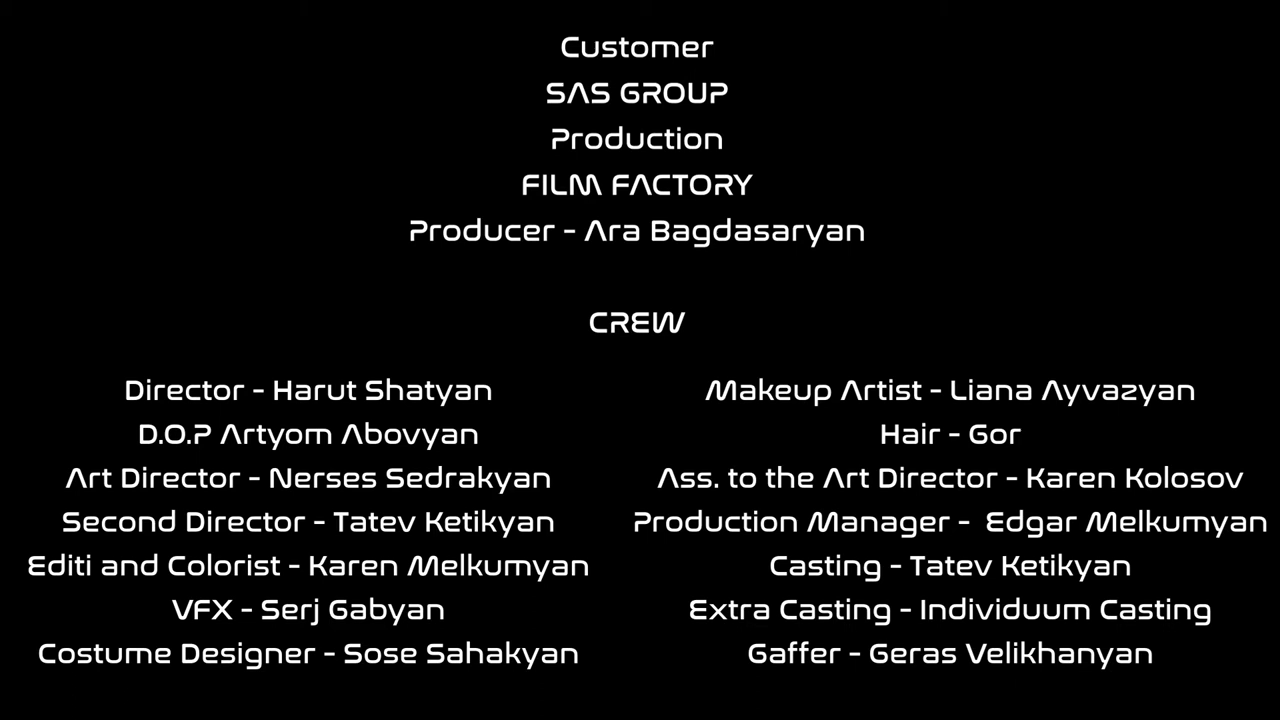 Customer
SAS GROUP
Production
FILM FACTORY
Producer - Ara Bagdasaryan
CREW
Director - Harut Shatyan
D.O.P Artyom Abovyan
Art Director - Nerses Sedrakyan
Second Director - Tatev Ketikyan
Editi and Colorist - Karen Melkumyan
VFX - Serj Gabyan
Costume Designer - Sose Sahakyan
Makeup Artist - Liana Ayvazyan
Hair - Gor
Ass. to the Art Director - Karen Kolosov
Production Manager -  Edgar Melkumyan
Casting - Tatev Ketikyan
Extra Casting - Individuum Casting
Gaffer - Geras Velikhanyan